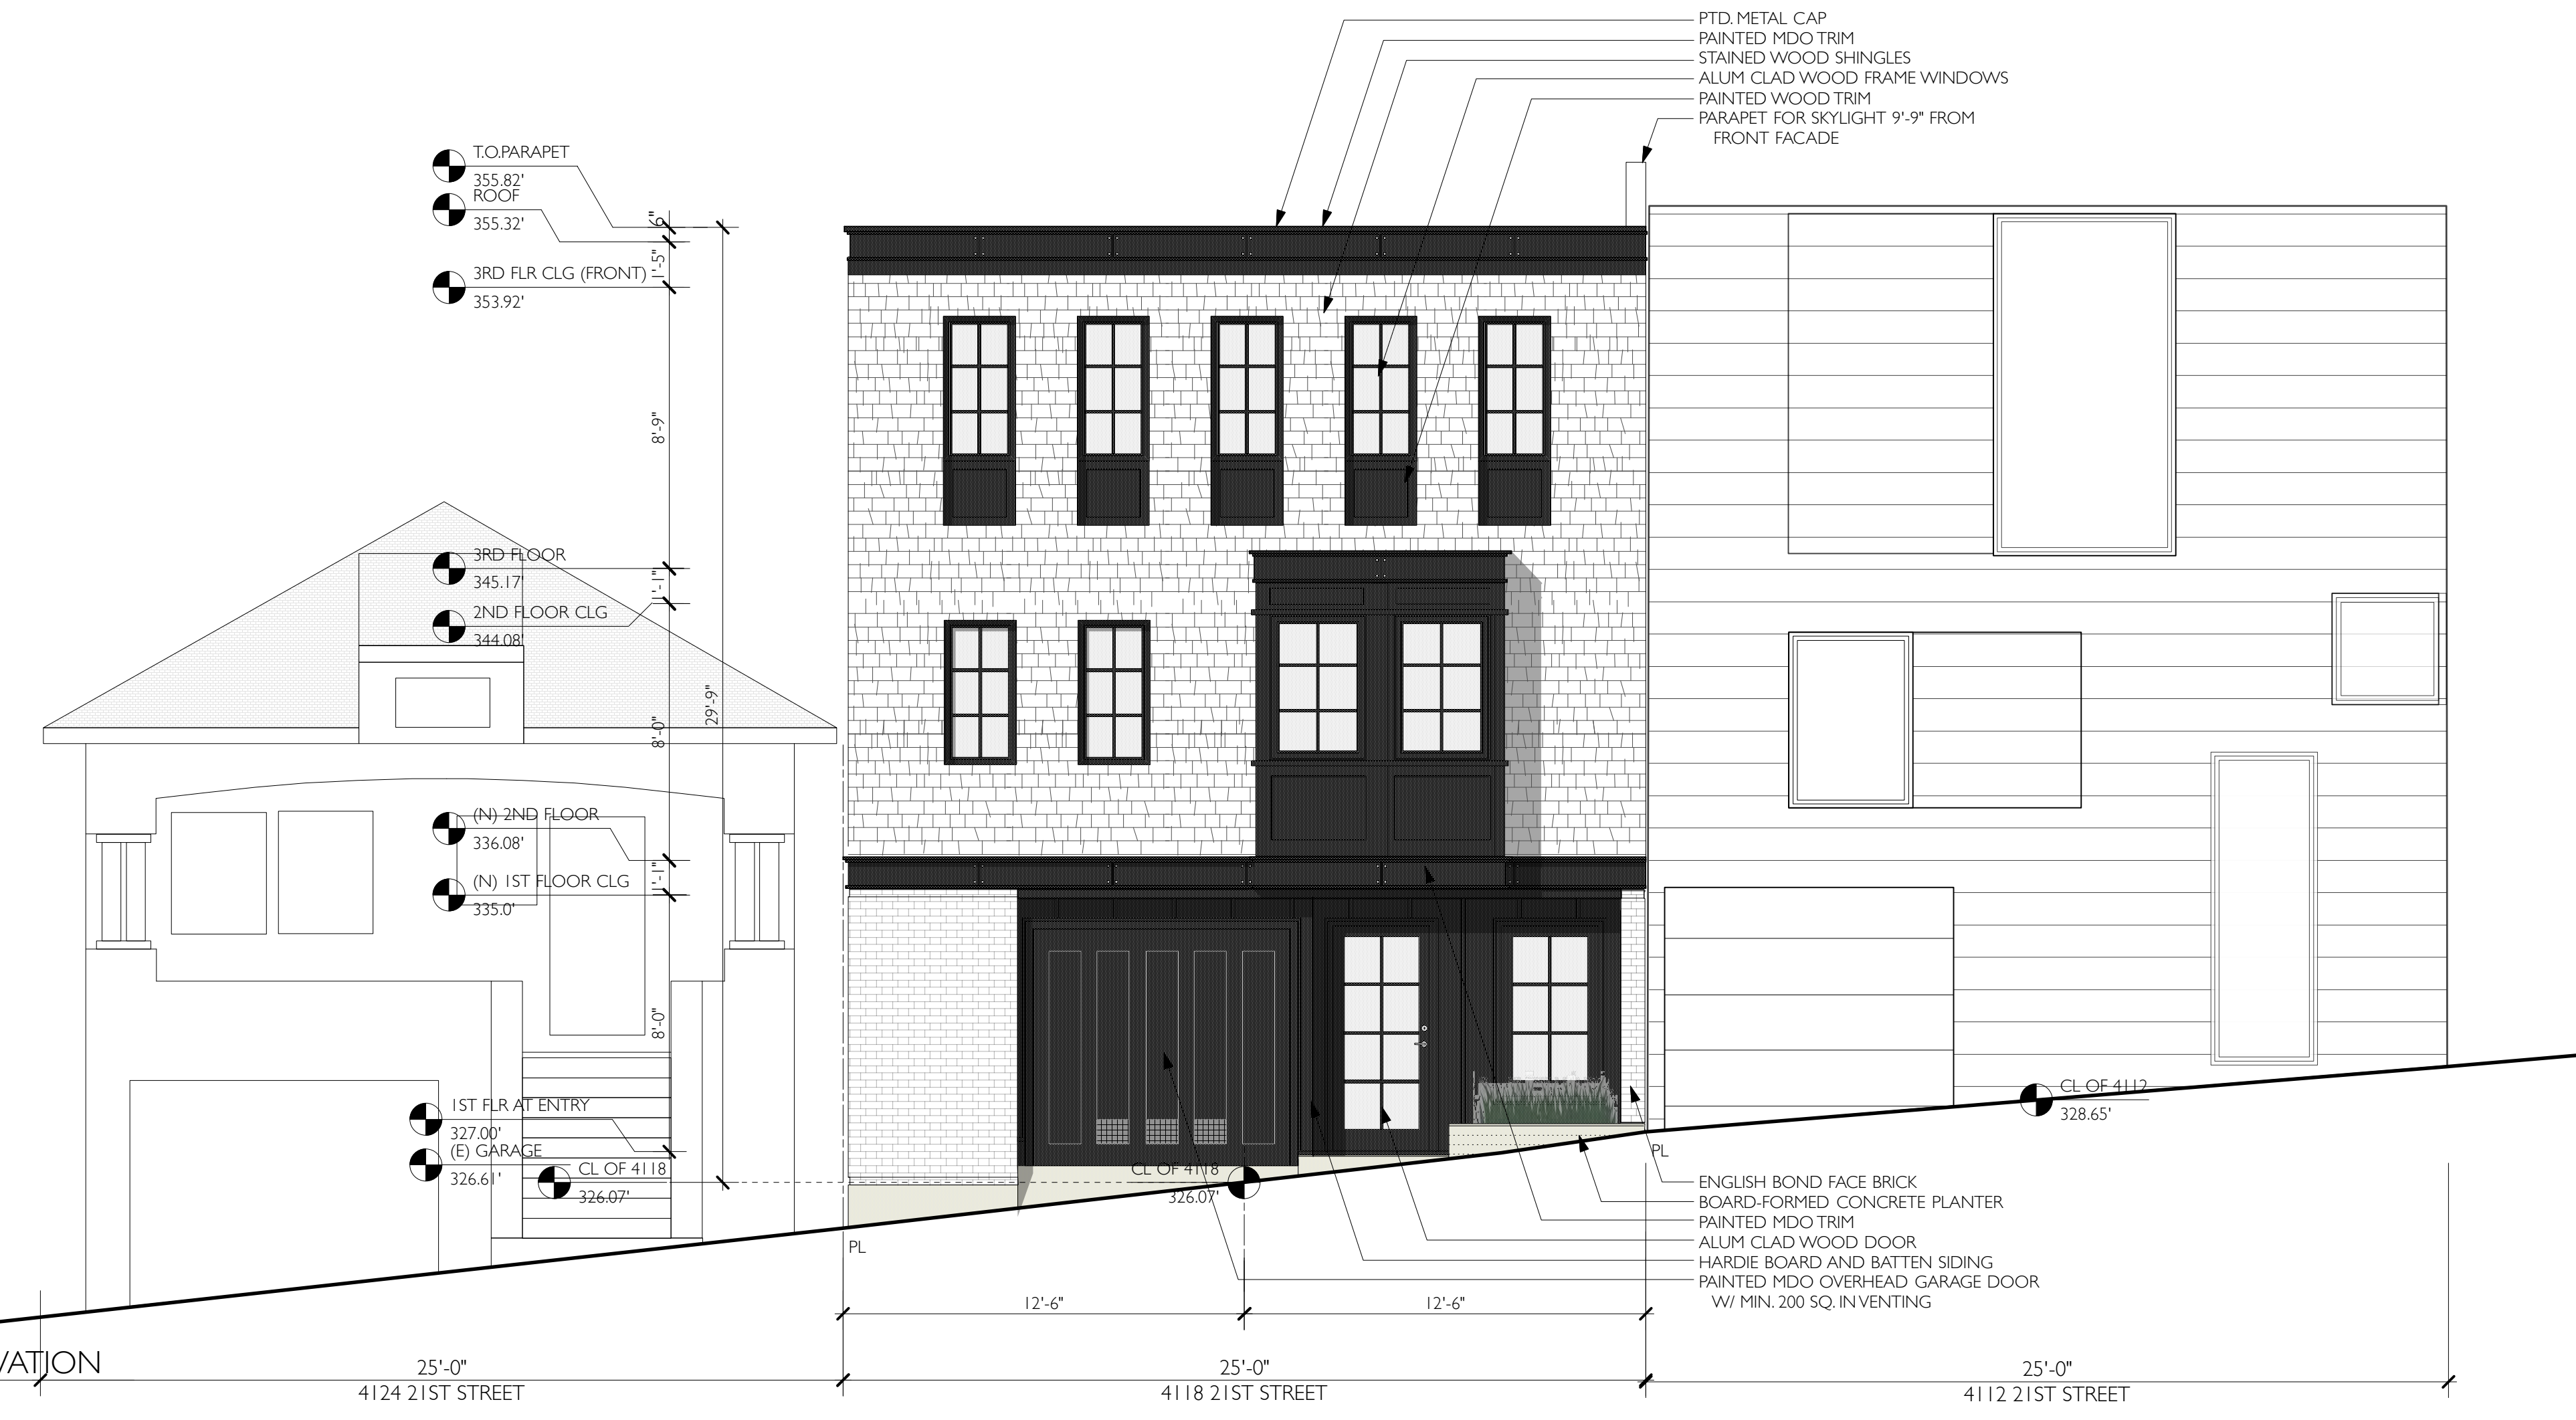 PTD. METAL CAP
PAINTED MDO TRIM
STAINED WOOD SHINGLES
ALUM CLAD WOOD FRAME WINDOWS
PAINTED WOOD TRIM
PARAPET FOR SKYLIGHT 9'-9" FROM
FRONT FACADE
T.O.PARAPET
355.82'
ROOF
355.32'
6"
3RD FLR CLG (FRONT)
353.92'
1'-5"
8'-9"
3RD FLOOR
345.17'
1'-1"
2ND FLOOR CLG
344.08'
8'-0"
29'-9"
(N) 2ND FLOOR
336.08'
1'-1"
(N) 1ST FLOOR CLG
335.0'
8'-0"
1ST FLR AT ENTRY
327.00'
(E) GARAGE
326.61'
CL OF 4118
326.07'
CL OF 4118
326.07'
CL OF 4112
328.65'
PL
PL
ENGLISH BOND FACE BRICK
BOARD-FORMED CONCRETE PLANTER
PAINTED MDO TRIM
ALUM CLAD WOOD DOOR
HARDIE BOARD AND BATTEN SIDING
PAINTED MDO OVERHEAD GARAGE DOOR
W/ MIN. 200 SQ. IN VENTING
12'-6"
12'-6"
VATION
25'-0"
4124 21ST STREET
25'-0"
4118 21ST STREET
25'-0"
4112 21ST STREET